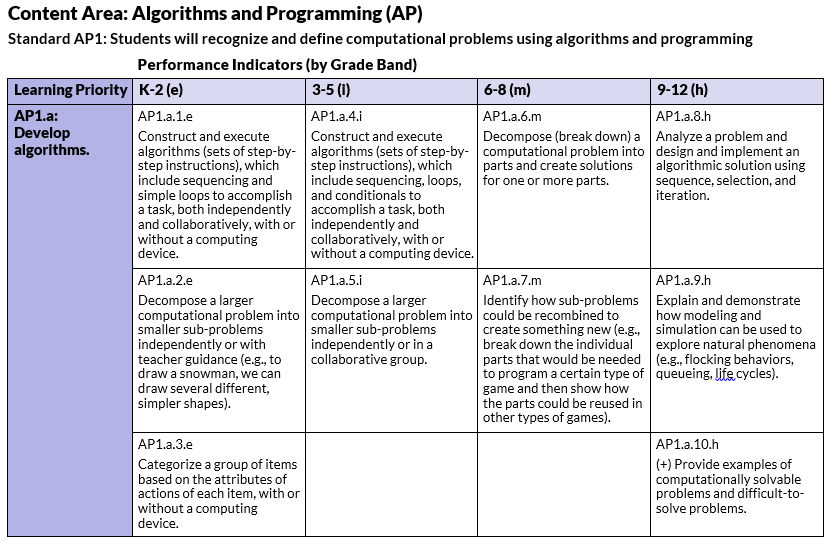 Content Area: Algorithms and Programming (AP)
Standard AP1: Students will recognize and define computational problems using algorithms and programming
Performance Indicators (by Grade Band)
Learning Priority
K-2 (e)
3-5 (I)
6-8 (m)
9-12 (h)
AP1.a:
Develop
algorithms.
AP1.a.1.e
Construct and execute
algorithms (sets of step-by-
step instructions), which
include sequencing and
simple loops to accomplish
a task, both independently
and collaboratively, with or
without a computing
device.
AP1.a.4.i
Construct and execute
algorithms (sets of step-by-
step instructions), which
include sequencing, loops,
and conditionals to
accomplish a task, both
independently and
collaboratively, with or
without a computing device.
AP1.a.6.m
Decompose (break down) a
computational problem into
parts and create solutions
for one or more parts.
AP1.a.8.h
Analyze a problem and
design and implement an
algorithmic solution using
sequence, selection, and
iteration.
AP1.a.2.e
Decompose a larger
computational problem into
smaller sub-problems
independently or with
teacher guidance (e.g., to
draw a snowman, we can
draw several different,
simpler shapes).
AP1.a.5.i
Decompose a larger
computational problem into
smaller sub-problems
independently or in a
collaborative group.
AP1.a.7.m
Identify how sub-problems
could be recombined to
create something new (e.g.,
break down the individual
parts that would be needed
to program a certain type of
game and then show how
the parts could be reused in
other types of games).
AP1.a.9.h
Explain and demonstrate
how modeling and
simulation can be used to
explore natural phenomena
(e.g., flocking behaviors,
queueing, life cycles).
AP1.a.3.e
Categorize a group of items
based on the attributes of
actions of each item, with or
without a computing
device.
AP1.a.10.h
(+) Provide examples of
computationally solvable
problems and difficult-to-
solve problems.